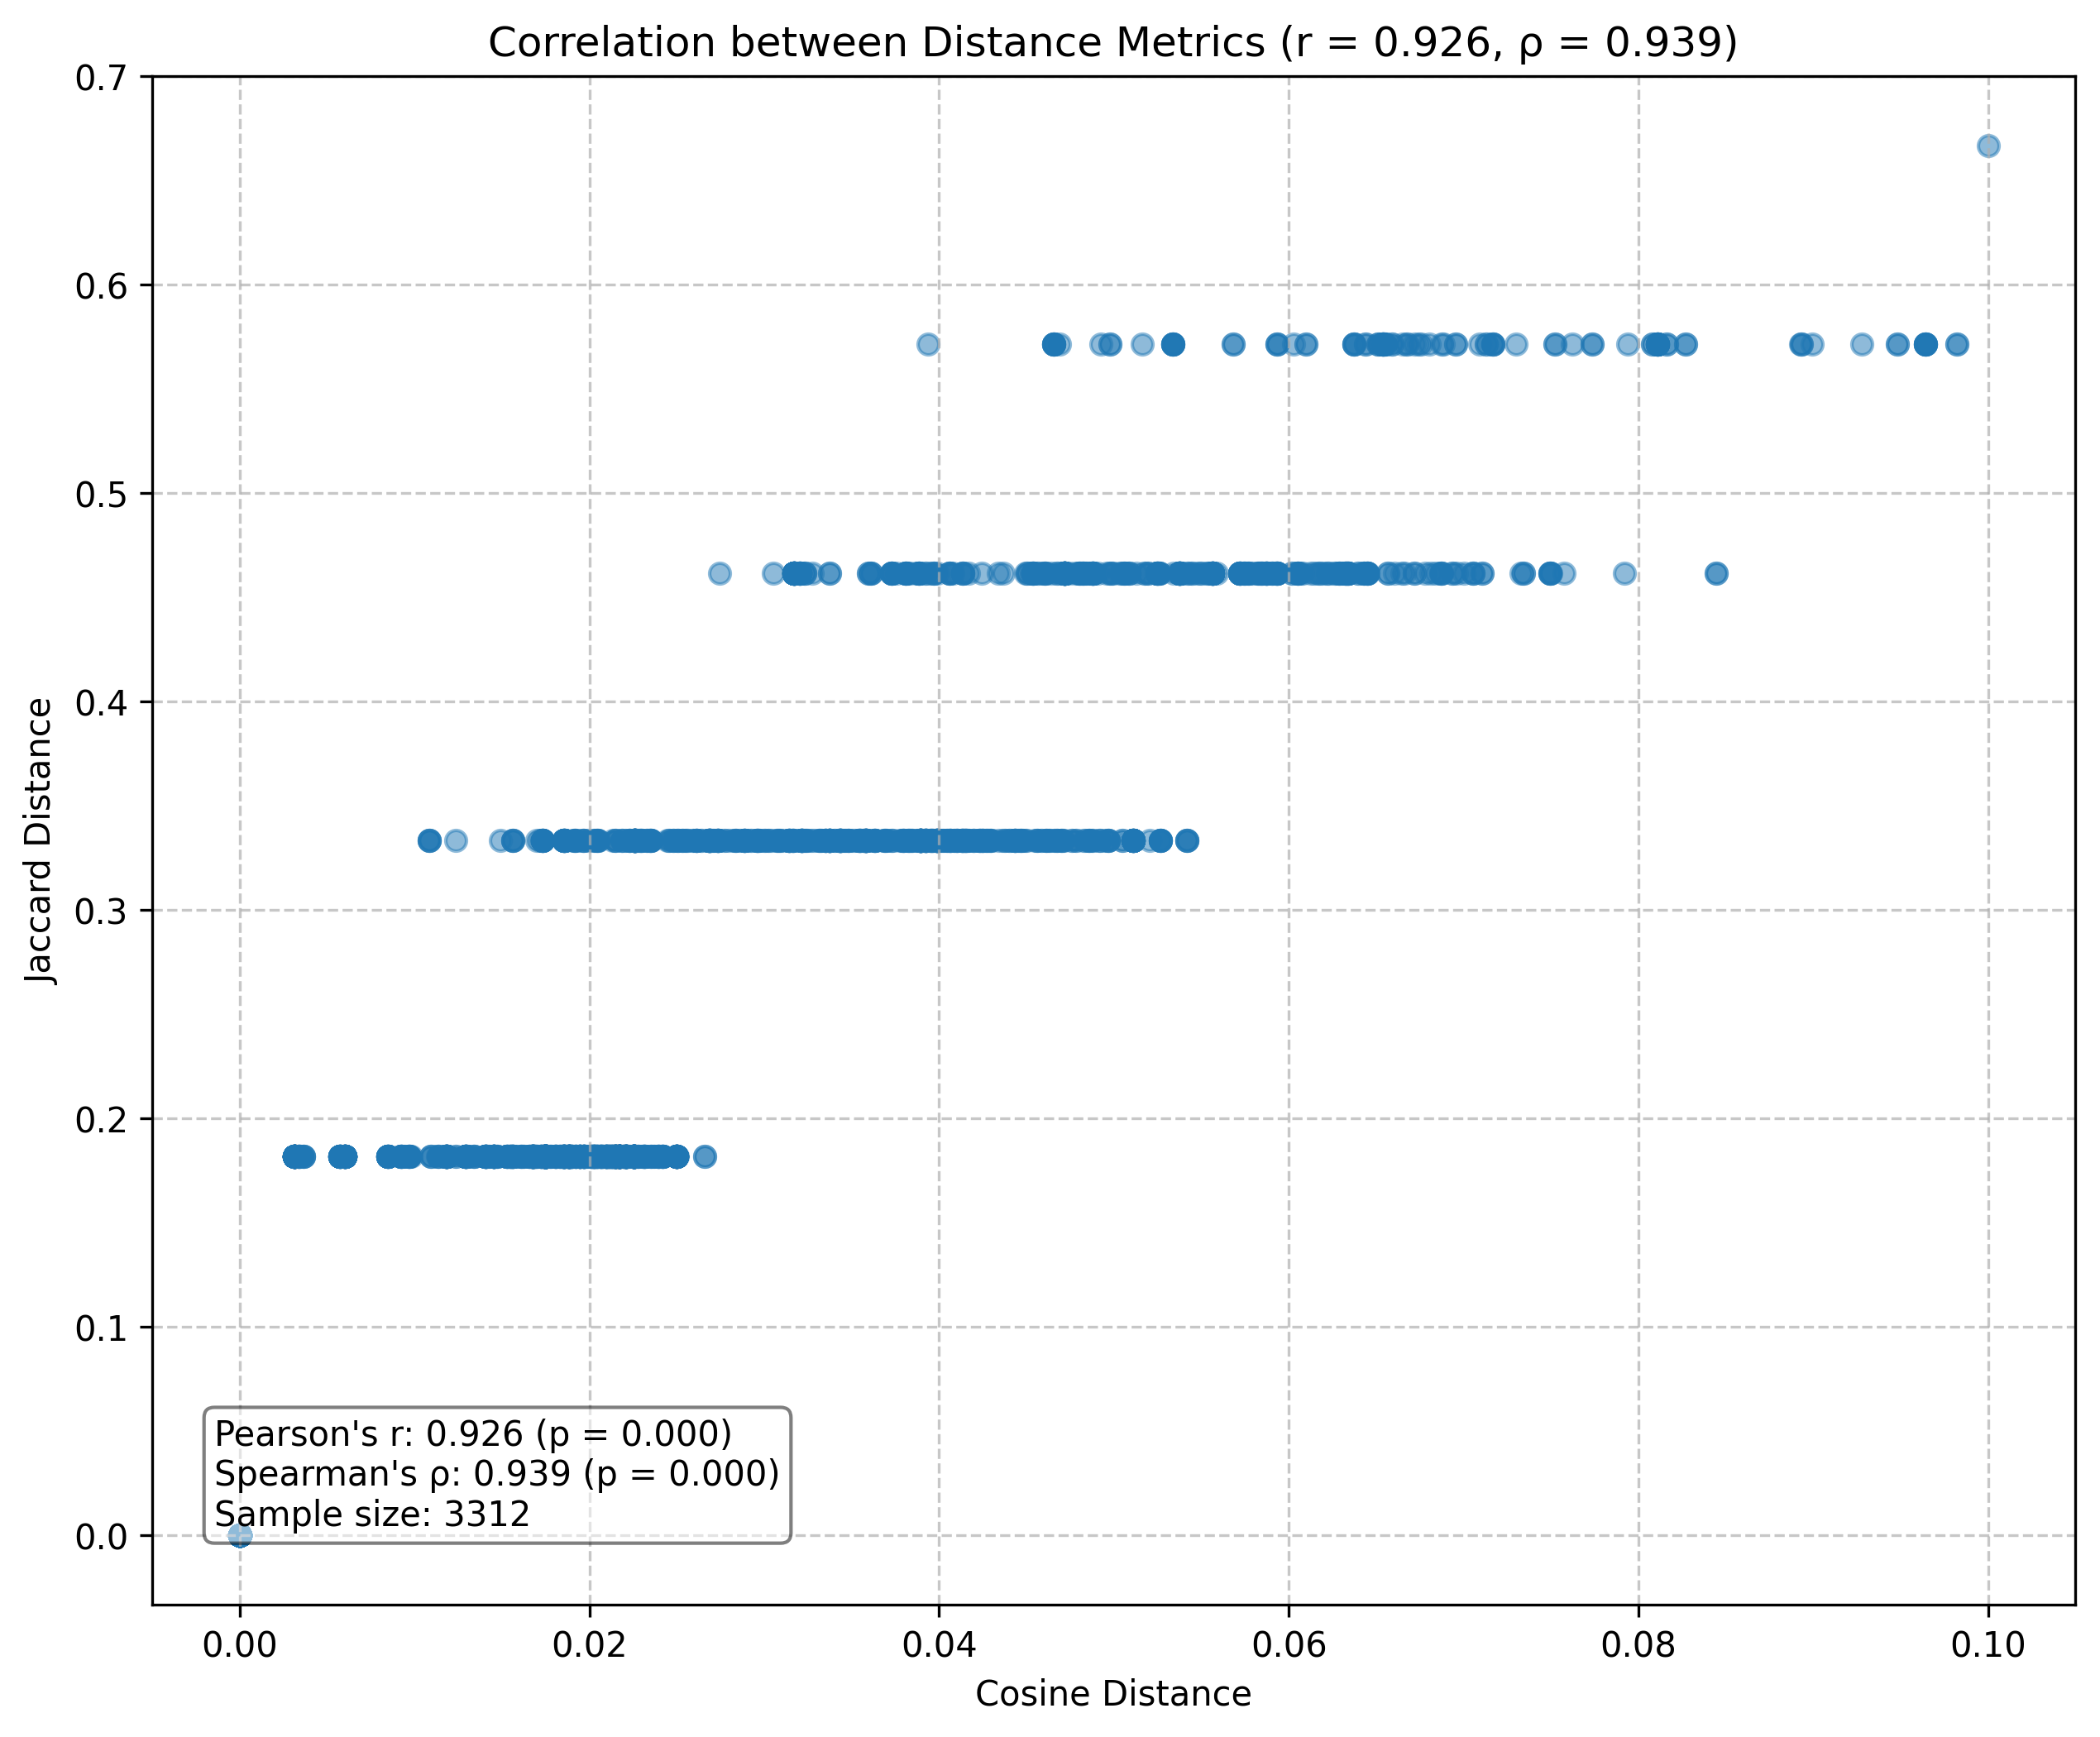 Correlation between Distance Metrics (r = 0.926, ρ = 0.939)
0.7
0.6
0.5
0.4
0.3
0.2
0.1
0.0
Jaccard Distance
Pearson's r: 0.926 (p = 0.000)
Spearman's ρ: 0.939 (p = 0.000)
Sample size: 3312
0.00 0.02 0.04 0.06 0.08 0.10
Cosine Distance